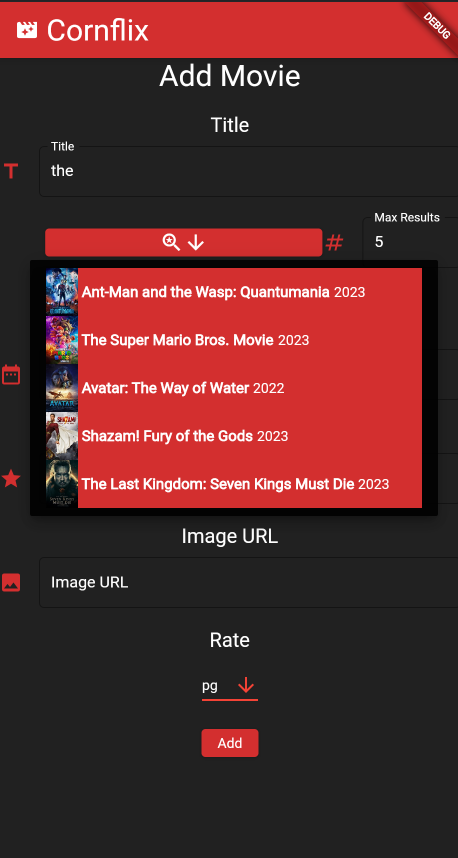 Cornflix
DEBUG
Add Movie
Title
Title
the
Max Results
5
Ant-Man and the Wasp: Quantumania 2023
The Super Mario Bros. Movie 2023
Avatar: The Way of Water 2022
Shazam! Fury of the Gods 2023
The Last Kingdom: Seven Kings Must Die 2023
Image URL
Image URL
Rate
pg
Add